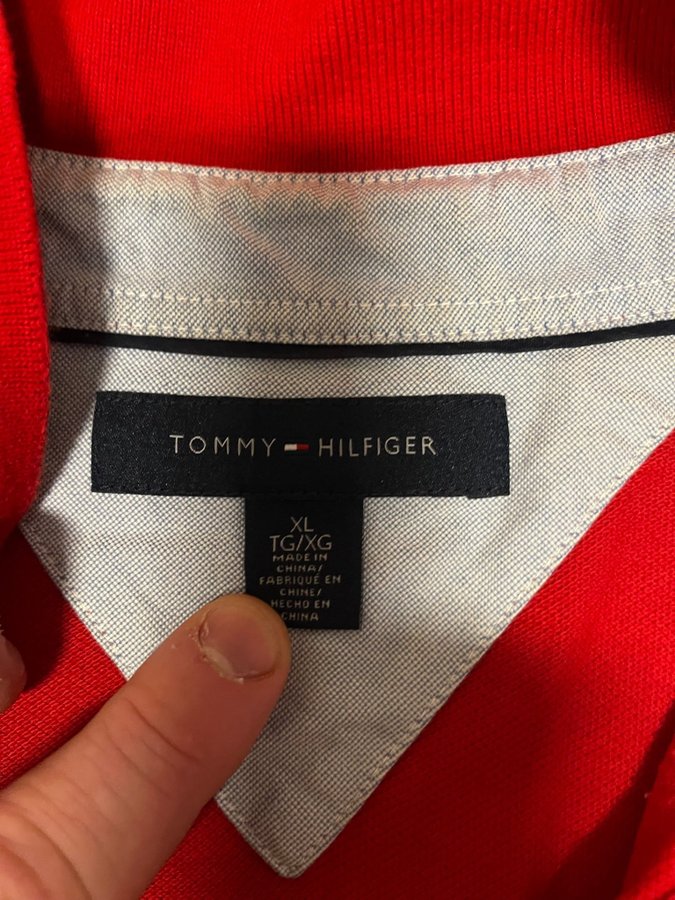 TOMMY HILFIGER
XL
TG/XG
MADE IN
CHINA/
FABRIQUÉ EN
CHINE/
HECHO EN
CHINA